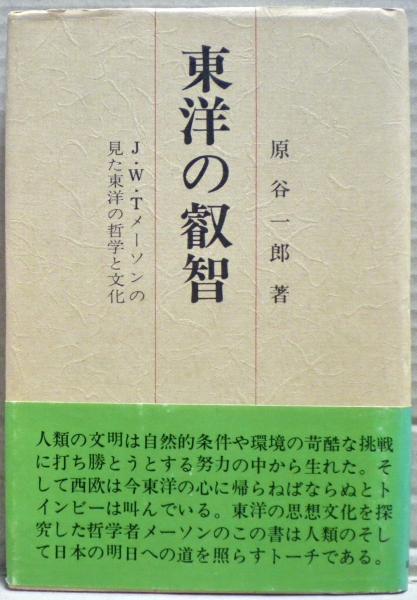 東洋の叡智
J・W・Tメーソンの
見た東洋の哲学と文化
原谷一郎 著
人類の文明は自然的条件や環境の苛酷な挑戦
に打ち勝とうとする努力の中から生れた。そ
して西欧は今東洋の心に帰らねばならぬとト
インビーは叫んでいる。東洋の思想文化を探
究した哲学者メーソンのこの書は人類のそし
て日本の明日への道を照らすトーチである。